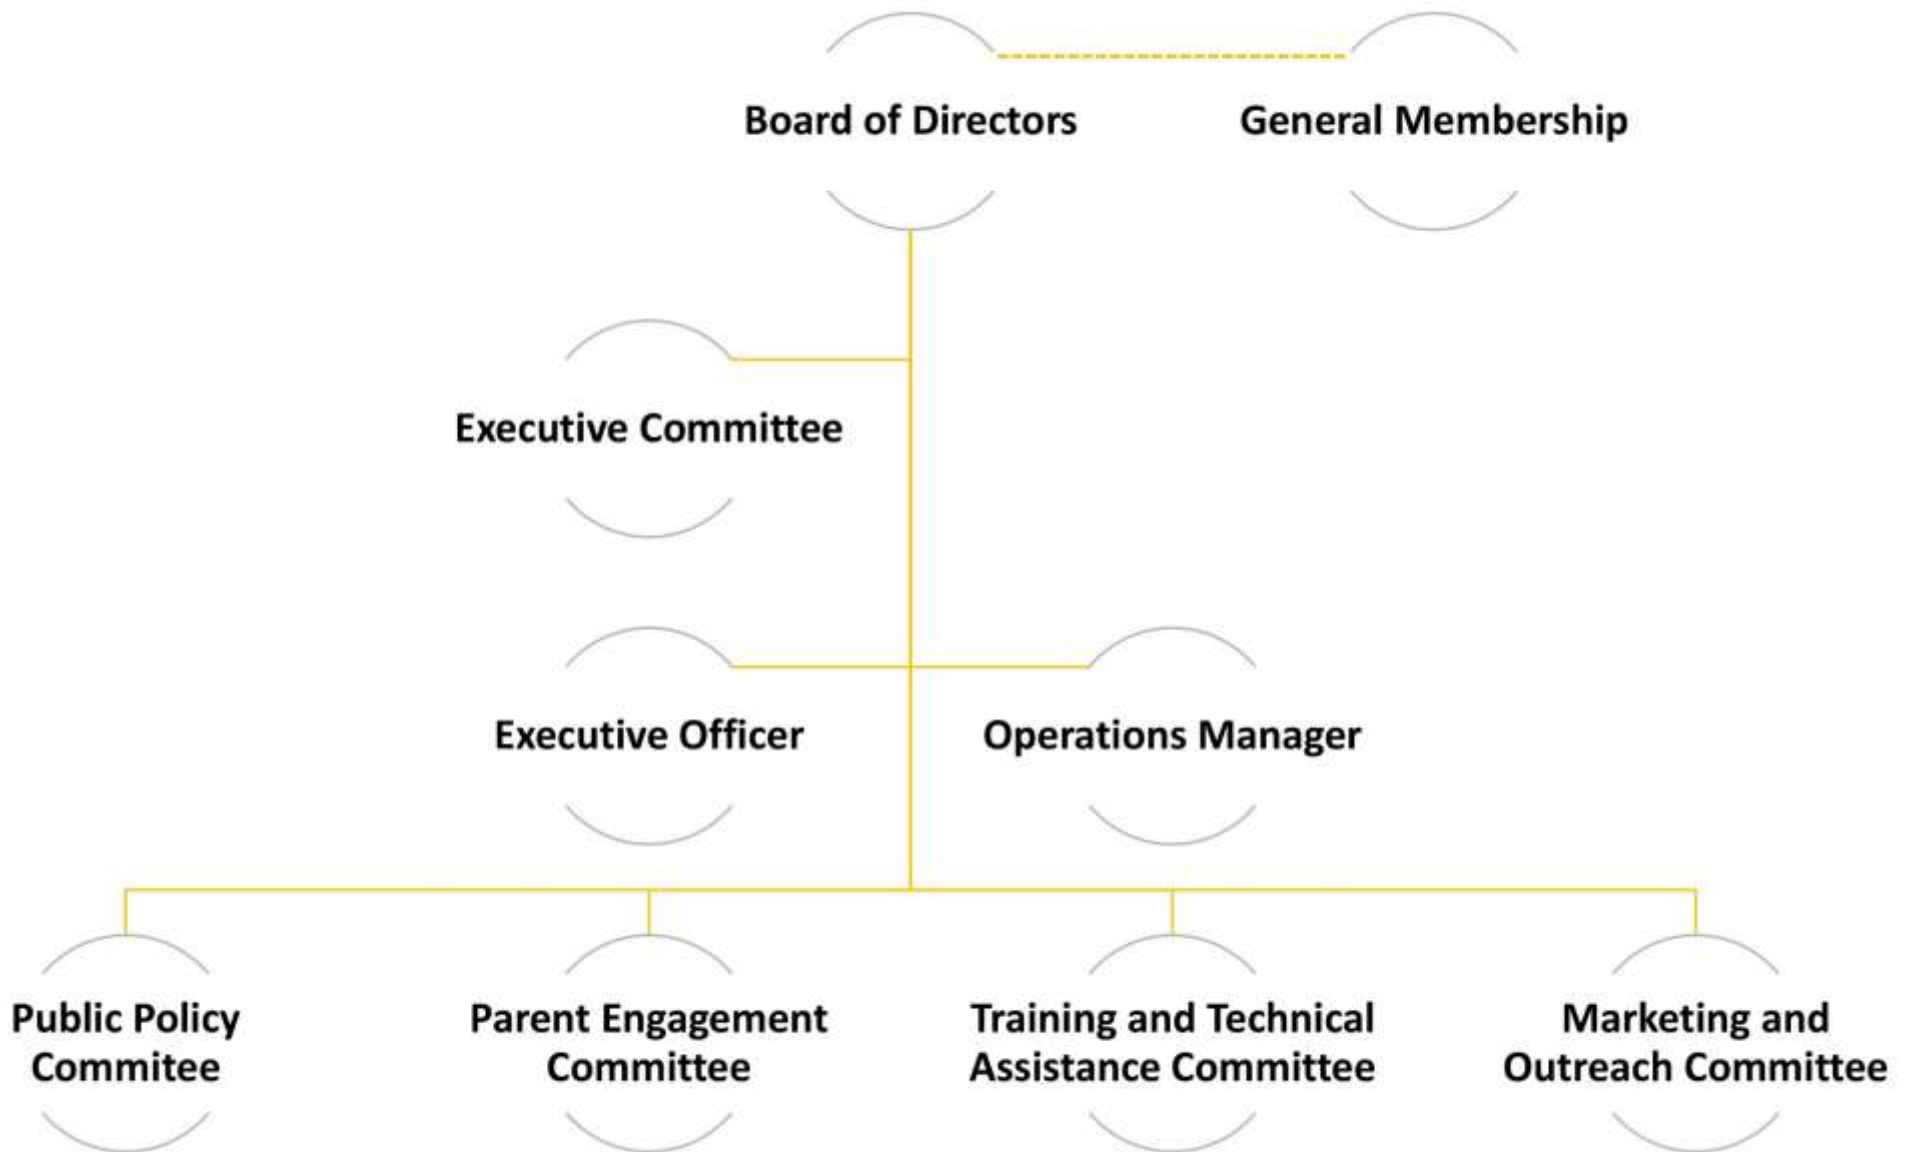 Board of Directors
General Membership
Executive Committee
Executive Officer
Operations Manager
Public Policy
Commitee
Parent Engagement
Committee
Training and Technical
Assistance Committee
Marketing and
Outreach Committee